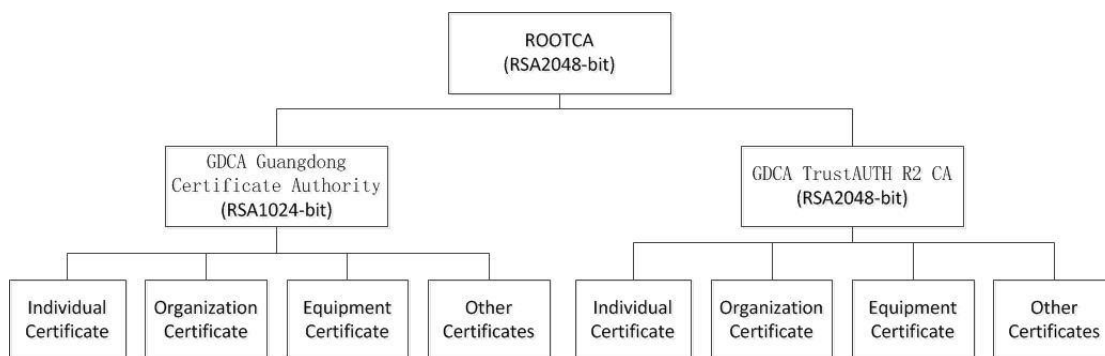 ROOTCA
(RSA2048-bit)
GDCA Guangdong
Certificate Authority
(RSA1024-bit)
GDCA TrustAUTH R2 CA
(RSA2048-bit)
Individual
Certificate
Organization
Certificate
Equipment
Certificate
Other
Certificates
Individual
Certificate
Organization
Certificate
Equipment
Certificate
Other
Certificates